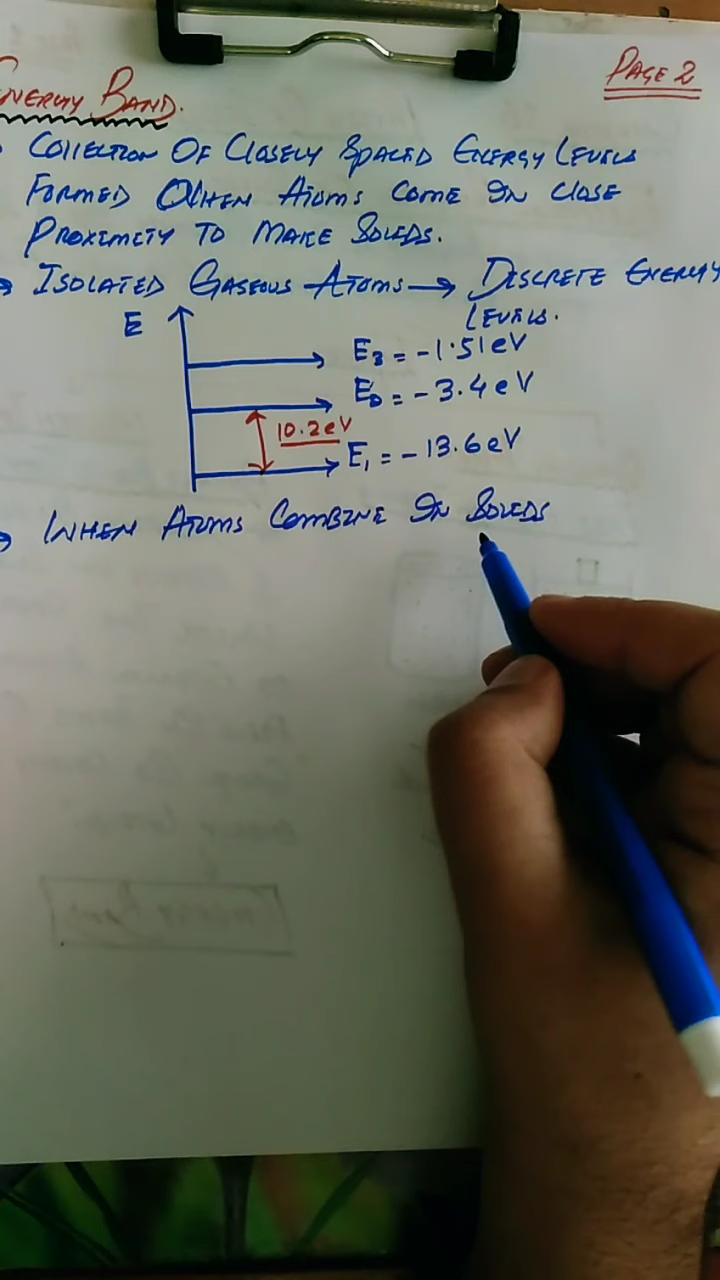 Energy Band.
Page 2
Collection Of Closely Spaced Energy Levels
Formed When Atoms Come In Close
Proximity To Make Solids.
→ Isolated Gaseous Atoms → Discrete Energy
Levels.
E
E3 = -1.51eV
= -3.4eV
10.2eV
E1 = -13.6eV
→ When Atoms Combine In Solids